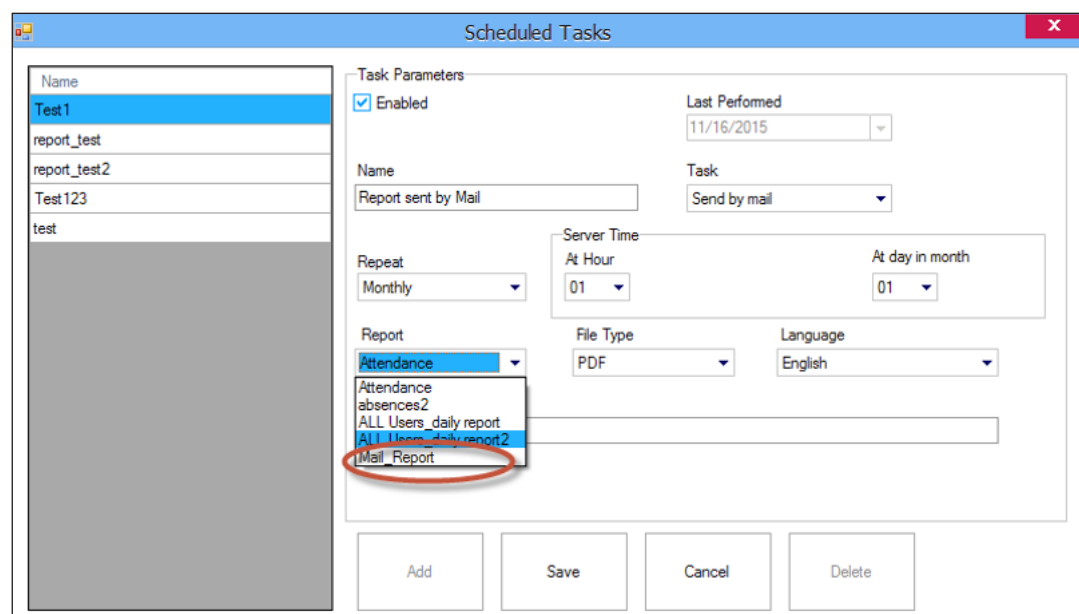 Scheduled Tasks
x
Name
Test1
report_test
report_test2
Test123
test
Task Parameters
Enabled
Last Performed
11/16/2015
Name
Task
Report sent by Mail
Send by mail
Server Time
Repeat
At Hour
At day in month
Monthly
01
01
Report
File Type
Language
Attendance
PDF
English
Attendance
absences2
ALL Users_daily report
ALL Users_daily report2
Mail_Report
Add
Save
Cancel
Delete